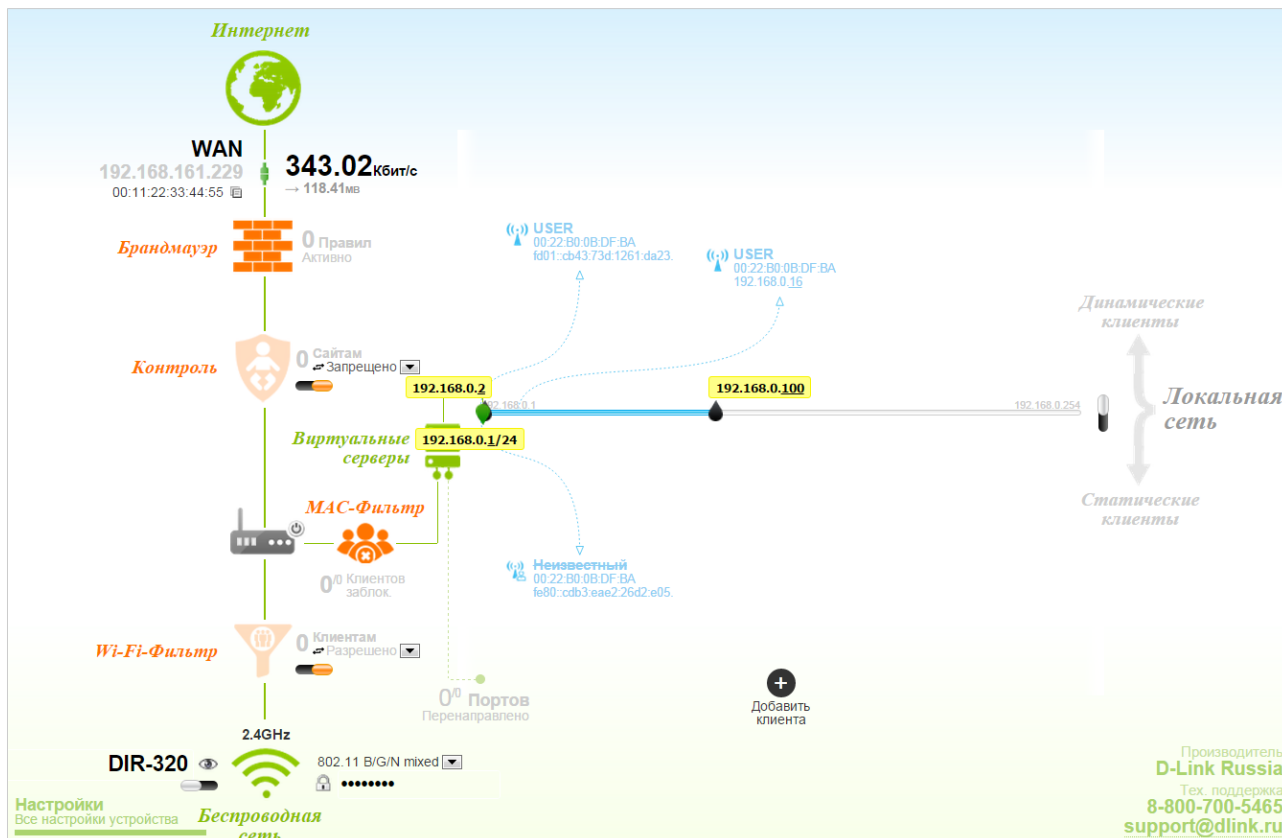 Интернет
WAN
192.168.161.229
00:11:22:33:44:55
343.02Кбит/с
→ 118.41мв
Брандмауэр
0 Правил
Активно
USER
00:22:B0:0B:DF:BA
fd01::cb43:73d:1261:da23.
USER
00:22:B0:0B:DF:BA
192.168.0.16
Динамические
клиенты
Контроль
0 Сайтам
Запрещено
192.168.0.2
192.168.0.100
192.168.0.1
192.168.0.254
Локальная
сеть
Виртуальные
серверы
192.168.0.1/24
Статические
клиенты
MAC-Фильтр
0/0 Клиентов
заблок.
Неизвестный
00:22:B0:0B:DF:BA
fe80::cdb3:eae2:26d2:e05.
Wi-Fi-Фильтр
0 Клиентам
Разрешено
0/0 Портов
Перенаправлено
Добавить
клиента
2.4GHz
DIR-320
802.11 B/G/N mixed
••••••••
Настройки
Все настройки устройства
Беспроводная
сеть
Производитель
D-Link Russia
Тех. поддержка
8-800-700-5465
support@dlink.ru